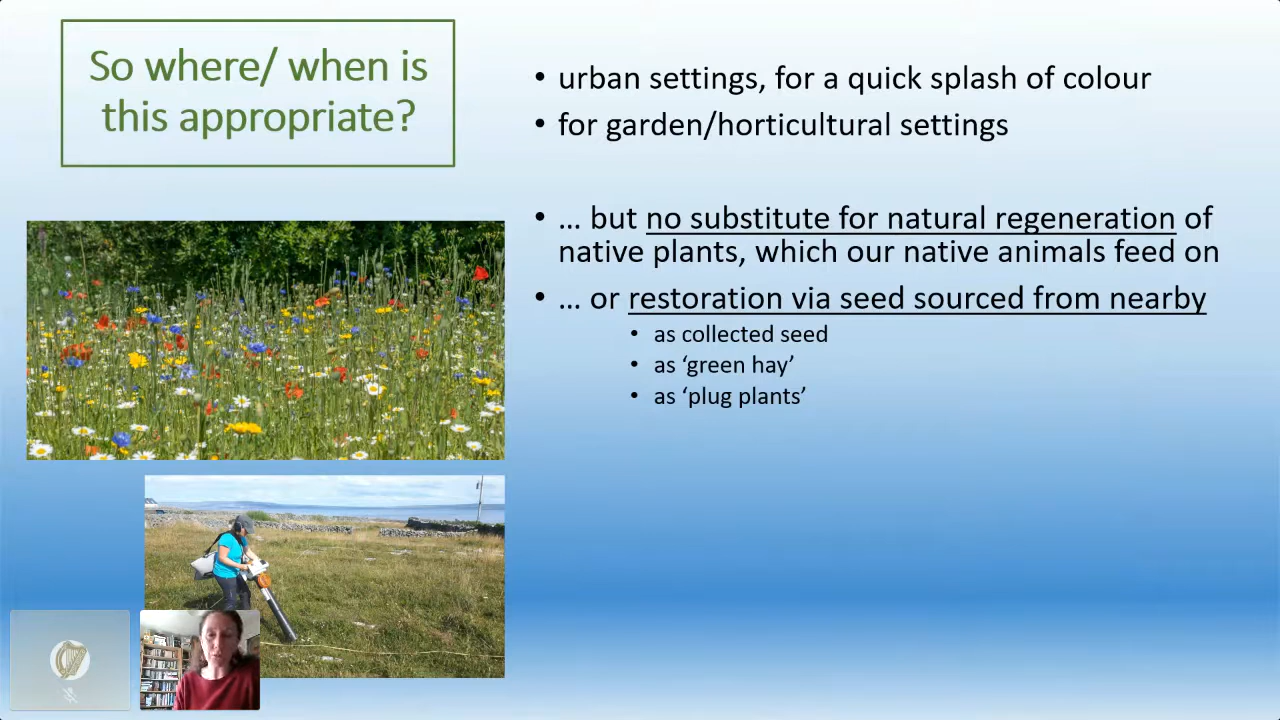 So where/ when is
this appropriate?
• urban settings, for a quick splash of colour
• for garden/horticultural settings
• … but no substitute for natural regeneration of
native plants, which our native animals feed on
• … or restoration via seed sourced from nearby
• as collected seed
• as ‘green hay’
• as ‘plug plants’